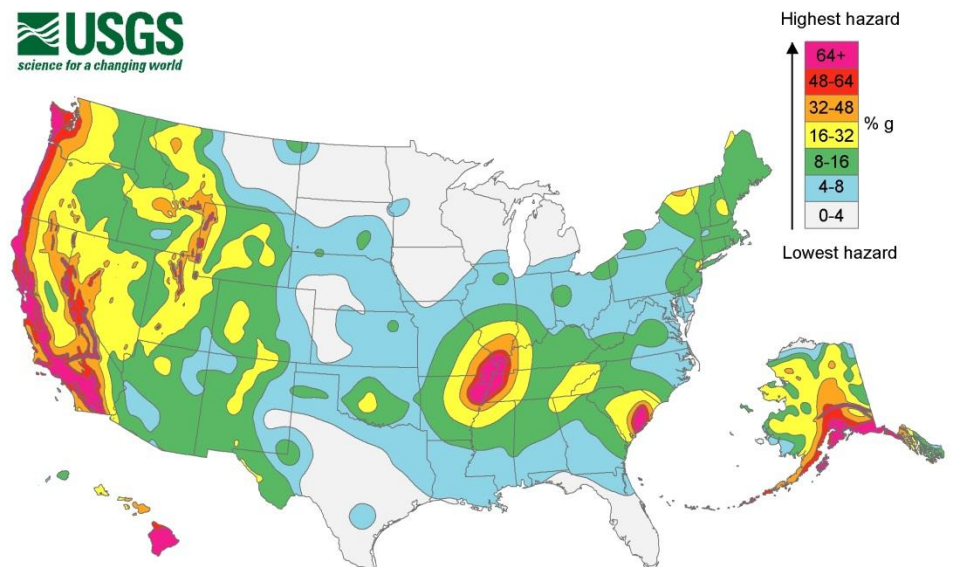 USGS
science for a changing world
Highest hazard
64+
48-64
32-48
16-32
8-16
4-8
0-4
% g
Lowest hazard